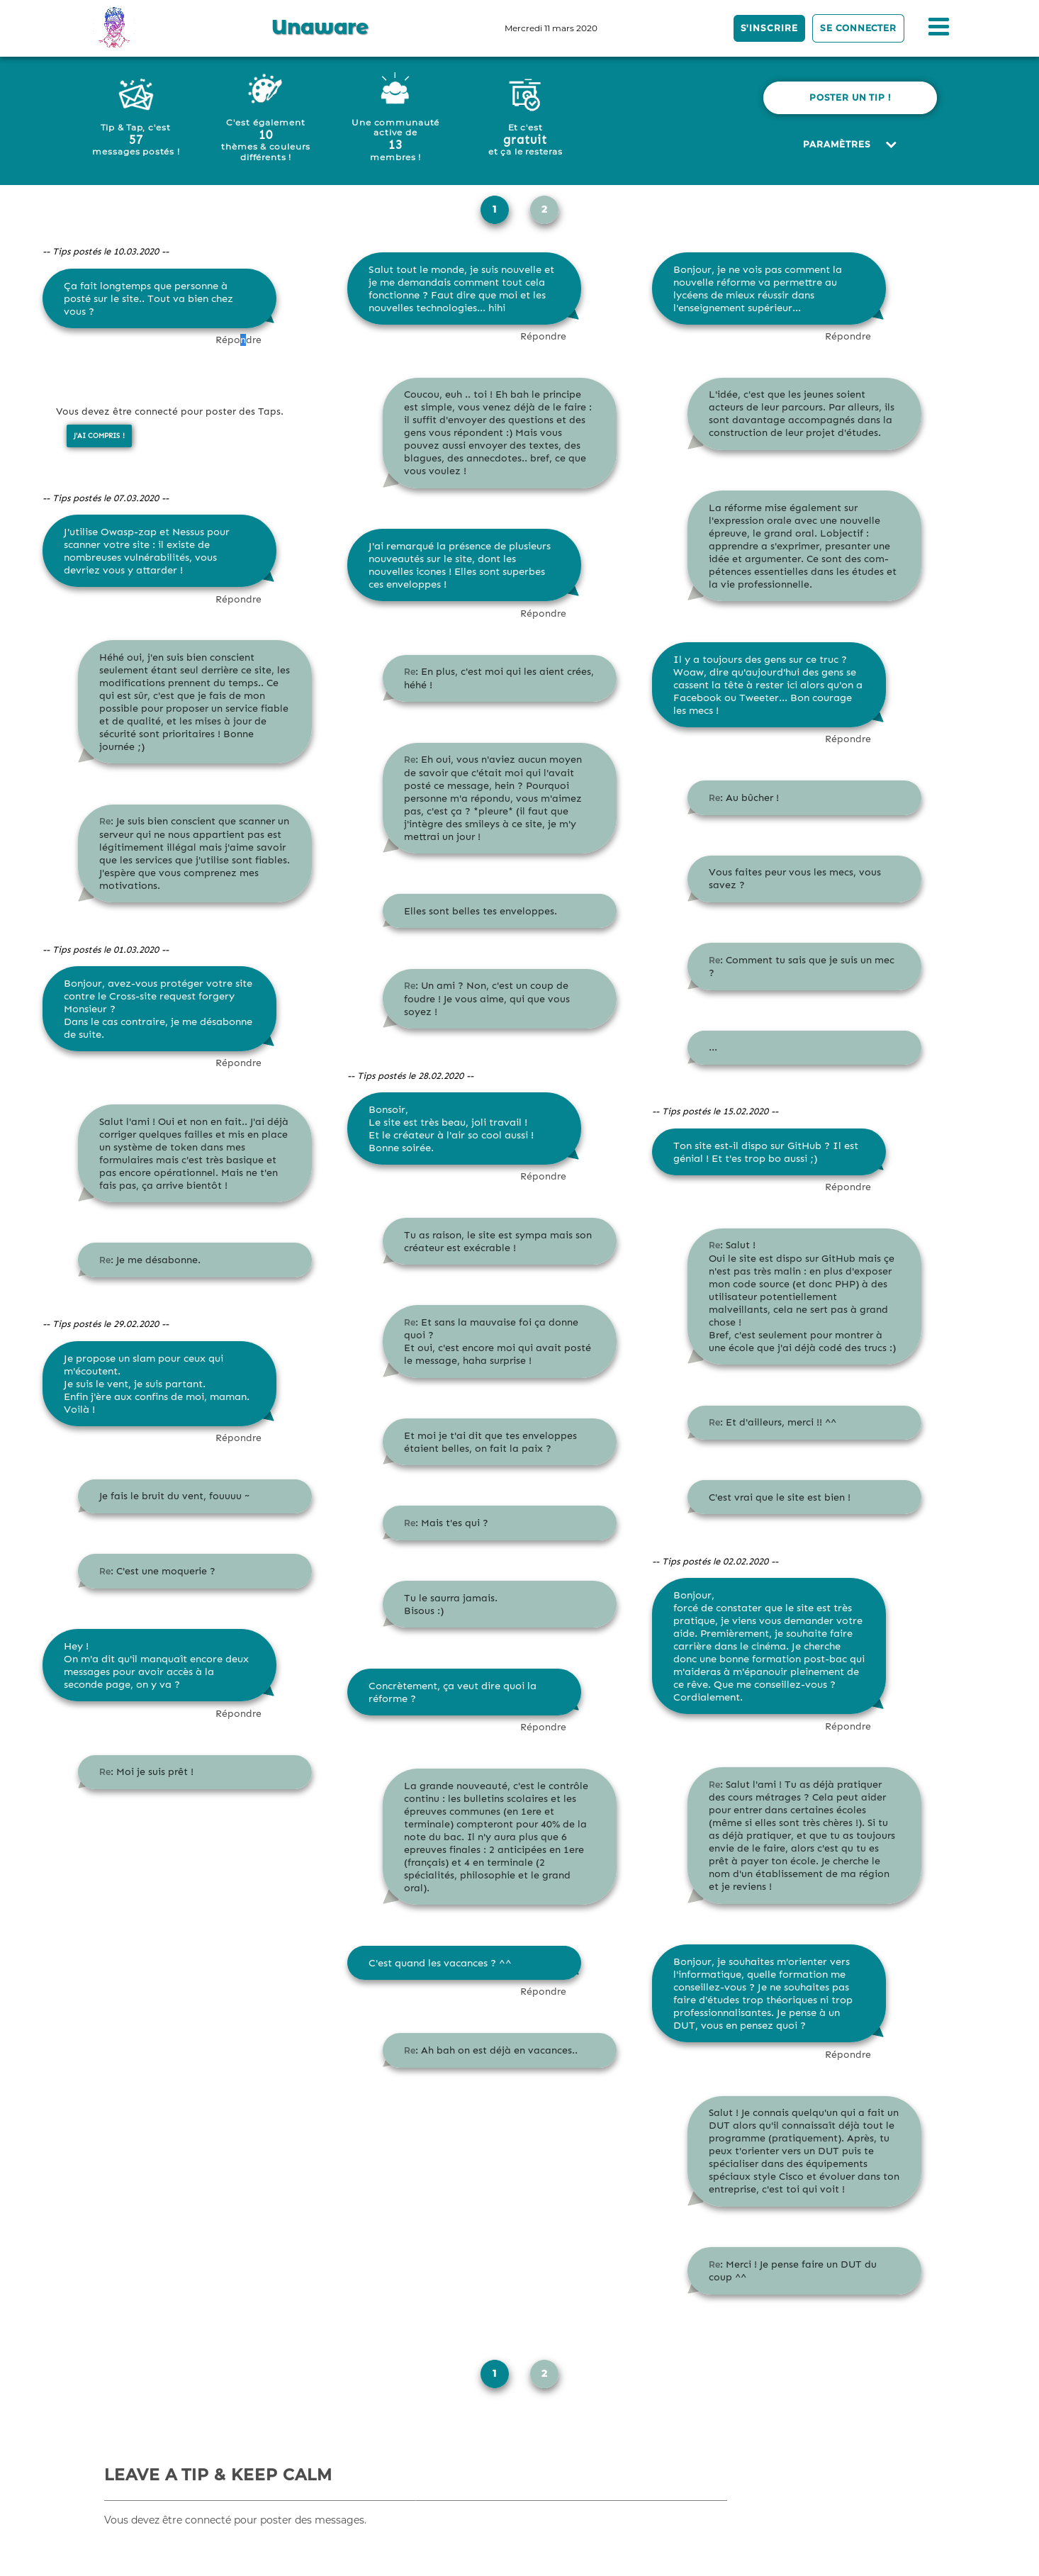 Unaware
Mercredi 11 mars 2020
S'INSCRIRE
SE CONNECTER
Tip & Tap, c'est
57
messages postés !
C'est également
10
thèmes & couleurs
différents !
Une communauté
active de
13
membres !
Et c'est
gratuit
et ça le resteras
POSTER UN TIP !
PARAMÈTRES
1
2
-- Tips postés le 10.03.2020 --
Ça fait longtemps que personne à
posté sur le site.. Tout va bien chez
vous ?
Répondre
Vous devez être connecté pour poster des Taps.
J'AI COMPRIS !
-- Tips postés le 07.03.2020 --
J'utilise Owasp-zap et Nessus pour
scanner votre site : il existe de
nombreuses vulnérabilités, vous
devriez vous y attarder !
Répondre
Héhé oui, j'en suis bien conscient
seulement étant seul derrière ce site, les
modifications prennent du temps.. Ce
qui est sûr, c'est que je fais de mon
possible pour proposer un service fiable
et de qualité, et les mises à jour de
sécurité sont prioritaires ! Bonne
journée ;)
Re: Je suis bien conscient que scanner un
serveur qui ne nous appartient pas est
légitimement illégal mais j'aime savoir
que les services que j'utilise sont fiables.
J'espère que vous comprenez mes
motivations.
-- Tips postés le 01.03.2020 --
Bonjour, avez-vous protéger votre site
contre le Cross-site request forgery
Monsieur ?
Dans le cas contraire, je me désabonne
de suite.
Répondre
Salut l'ami ! Oui et non en fait.. J'ai déjà
corriger quelques failles et mis en place
un système de token dans mes
formulaires mais c'est très basique et
pas encore opérationnel. Mais ne t'en
fais pas, ça arrive bientôt !
Re: Je me désabonne.
-- Tips postés le 29.02.2020 --
Je propose un slam pour ceux qui
m'écoutent.
Je suis le vent, je suis partant.
Enfin j'ère aux confins de moi, maman.
Voilà !
Répondre
Je fais le bruit du vent, fouuuu ~
Re: C'est une moquerie ?
Hey !
On m'a dit qu'il manquait encore deux
messages pour avoir accès à la
seconde page, on y va ?
Répondre
Re: Moi je suis prêt !
Salut tout le monde, je suis nouvelle et
je me demandais comment tout cela
fonctionne ? Faut dire que moi et les
nouvelles technologies... hihi
Répondre
Coucou, euh .. toi ! Eh bah le principe
est simple, vous venez déjà de le faire :
il suffit d'envoyer des questions et des
gens vous répondent :) Mais vous
pouvez aussi envoyer des textes, des
blagues, des annecdotes.. bref, ce que
vous voulez !
J'ai remarqué la présence de plusieurs
nouveautés sur le site, dont les
nouvelles icones ! Elles sont superbes
ces enveloppes !
Répondre
Re: En plus, c'est moi qui les aient crées,
héhé !
Re: Eh oui, vous n'aviez aucun moyen
de savoir que c'était moi qui l'avait
posté ce message, hein ? Pourquoi
personne m'a répondu, vous m'aimez
pas, c'est ça ? *pleure* (il faut que
j'intègre des smileys à ce site, je m'y
mettrai un jour !
Elles sont belles tes enveloppes.
Re: Un ami ? Non, c'est un coup de
foudre ! Je vous aime, qui que vous
soyez !
-- Tips postés le 28.02.2020 --
Bonsoir,
Le site est très beau, joli travail !
Et le créateur à l'air so cool aussi !
Bonne soirée.
Répondre
Tu as raison, le site est sympa mais son
créateur est exécrable !
Re: Et sans la mauvaise foi ça donne
quoi ?
Et oui, c'est encore moi qui avait posté
le message, haha surprise !
Et moi je t'ai dit que tes enveloppes
étaient belles, on fait la paix ?
Re: Mais t'es qui ?
Tu le saurra jamais.
Bisous :)
Concrètement, ça veut dire quoi la
réforme ?
Répondre
La grande nouveauté, c'est le contrôle
continu : les bulletins scolaires et les
épreuves communes (en 1ere et
terminale) compteront pour 40% de la
note du bac. Il n'y aura plus que 6
epreuves finales : 2 anticipées en 1ere
(français) et 4 en terminale (2
spécialités, philosophie et le grand
oral).
C'est quand les vacances ? ^^
Répondre
Re: Ah bah on est déjà en vacances..
Bonjour, je ne vois pas comment la
nouvelle réforme va permettre au
lycéens de mieux réussir dans
l'enseignement supérieur...
Répondre
L'idée, c'est que les jeunes soient
acteurs de leur parcours. Par alleurs, ils
sont davantage accompagnés dans la
construction de leur projet d'études.
La réforme mise également sur
l'expression orale avec une nouvelle
épreuve, le grand oral. Lobjectif :
apprendre a s'exprimer, presanter une
idée et argumenter. Ce sont des com-
pétences essentielles dans les études et
la vie professionnelle.
Il y a toujours des gens sur ce truc ?
Woaw, dire qu'aujourd'hui des gens se
cassent la tête à rester ici alors qu'on a
Facebook ou Tweeter... Bon courage
les mecs !
Répondre
Re: Au bûcher !
Vous faites peur vous les mecs, vous
savez ?
Re: Comment tu sais que je suis un mec
?
...
-- Tips postés le 15.02.2020 --
Ton site est-il dispo sur GitHub ? Il est
génial ! Et t'es trop bo aussi ;)
Répondre
Re: Salut !
Oui le site est dispo sur GitHub mais çe
n'est pas très malin : en plus d'exposer
mon code source (et donc PHP) à des
utilisateur potentiellement
malveillants, cela ne sert pas à grand
chose !
Bref, c'est seulement pour montrer à
une école que j'ai déjà codé des trucs :)
Re: Et d'ailleurs, merci !! ^^
C'est vrai que le site est bien !
-- Tips postés le 02.02.2020 --
Bonjour,
forcé de constater que le site est très
pratique, je viens vous demander votre
aide. Premièrement, je souhaite faire
carrière dans le cinéma. Je cherche
donc une bonne formation post-bac qui
m'aideras à m'épanouir pleinement de
ce rêve. Que me conseillez-vous ?
Cordialement.
Répondre
Re: Salut l'ami ! Tu as déjà pratiquer
des cours métrages ? Cela peut aider
pour entrer dans certaines écoles
(même si elles sont très chères !). Si tu
as déjà pratiquer, et que tu as toujours
envie de le faire, alors c'est qu tu es
prêt à payer ton école. Je cherche le
nom d'un établissement de ma région
et je reviens !
Bonjour, je souhaites m'orienter vers
l'informatique, quelle formation me
conseillez-vous ? Je ne souhaites pas
faire d'études trop théoriques ni trop
professionnalisantes. Je pense à un
DUT, vous en pensez quoi ?
Répondre
Salut ! Je connais quelqu'un qui a fait un
DUT alors qu'il connaissait déjà tout le
programme (pratiquement). Après, tu
peux t'orienter vers un DUT puis te
spécialiser dans des équipements
spéciaux style Cisco et évoluer dans ton
entreprise, c'est toi qui voit !
Re: Merci ! Je pense faire un DUT du
coup ^^
1
2
LEAVE A TIP & KEEP CALM
Vous devez être connecté pour poster des messages.